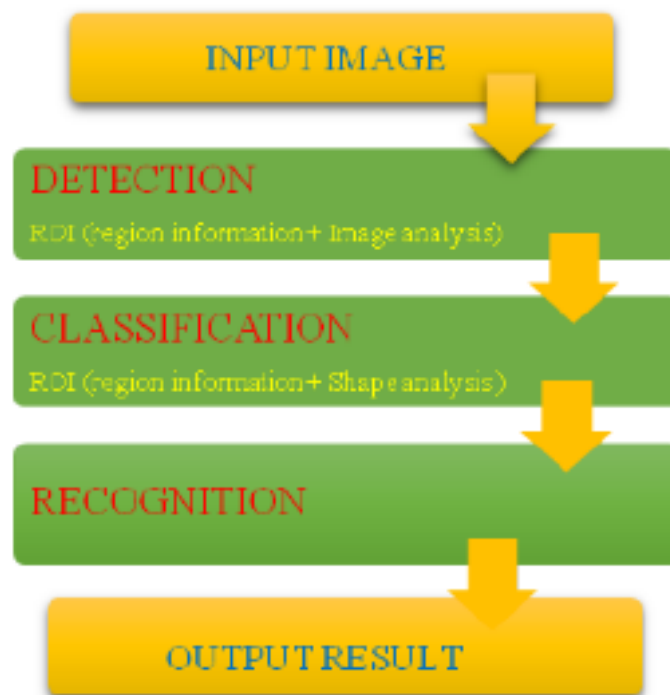 INPUT IMAGE
DETECTION
RDI (region information+ Image analysis)
CLASSIFICATION
RDI (region information+ Shape analysis)
RECOGNITION
OUTPUT RESULT